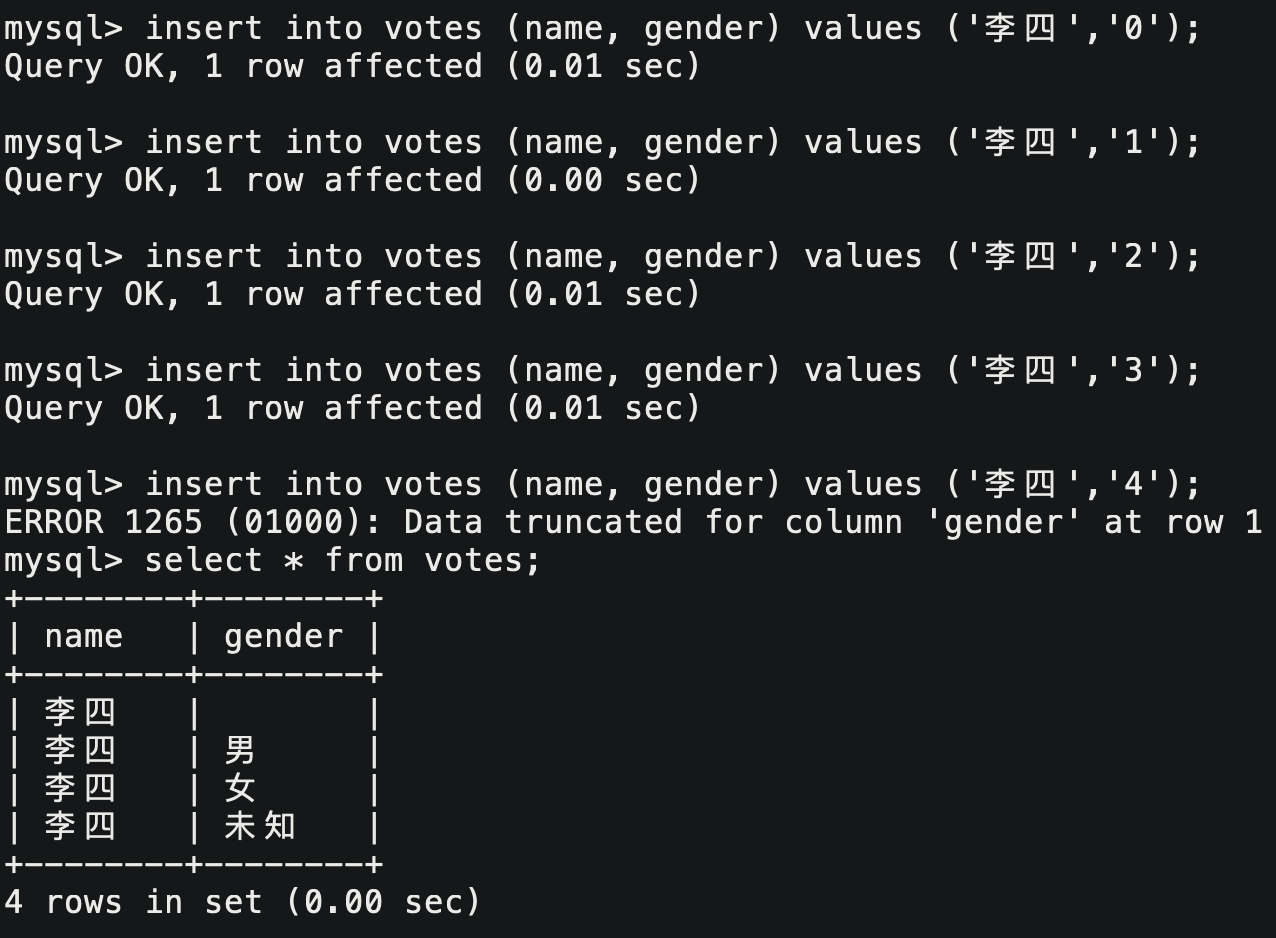 mysql> insert into votes (name, gender) values ('李四','0');
Query OK, 1 row affected (0.01 sec)
mysql> insert into votes (name, gender) values ('李四','1');
Query OK, 1 row affected (0.00 sec)
mysql> insert into votes (name, gender) values ('李四','2');
Query OK, 1 row affected (0.01 sec)
mysql> insert into votes (name, gender) values ('李四','3');
Query OK, 1 row affected (0.01 sec)
mysql> insert into votes (name, gender) values ('李四','4');
ERROR 1265 (01000): Data truncated for column 'gender' at row 1
mysql> select * from votes;
+--------+--------+
| name   | gender |
+--------+--------+
| 李四   |        |
| 李四   | 男     |
| 李四   | 女     |
| 李四   | 未知   |
+--------+--------+
4 rows in set (0.00 sec)